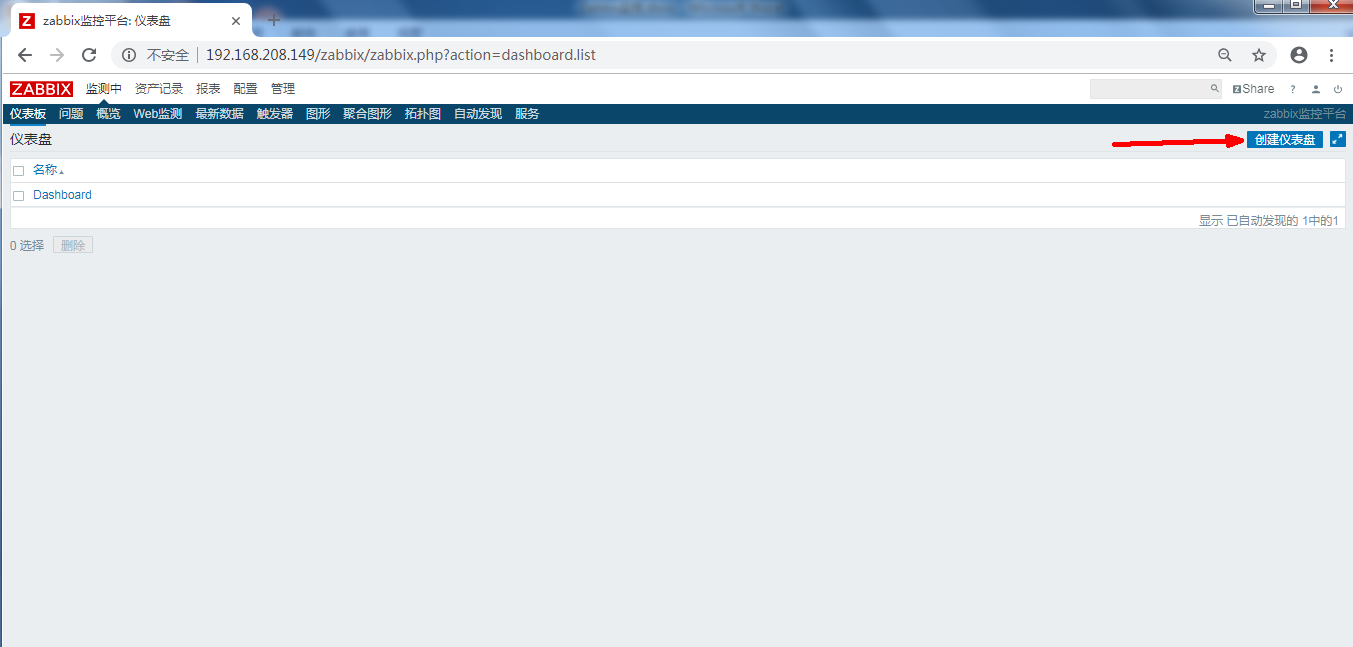 Z zabbix监控平台: 仪表盘
不安全 192.168.208.149/zabbix/zabbix.php?action=dashboard.list
ZABBIX 监测中 资产记录 报表 配置 管理 Z Share ?
仪表板 问题 概览 Web监测 最新数据 触发器 图形 聚合图形 拓扑图 自动发现 服务 zabbix监控平台
仪表盘 创建仪表盘
名称
Dashboard
显示 已自动发现的 1中的1
0 选择 删除